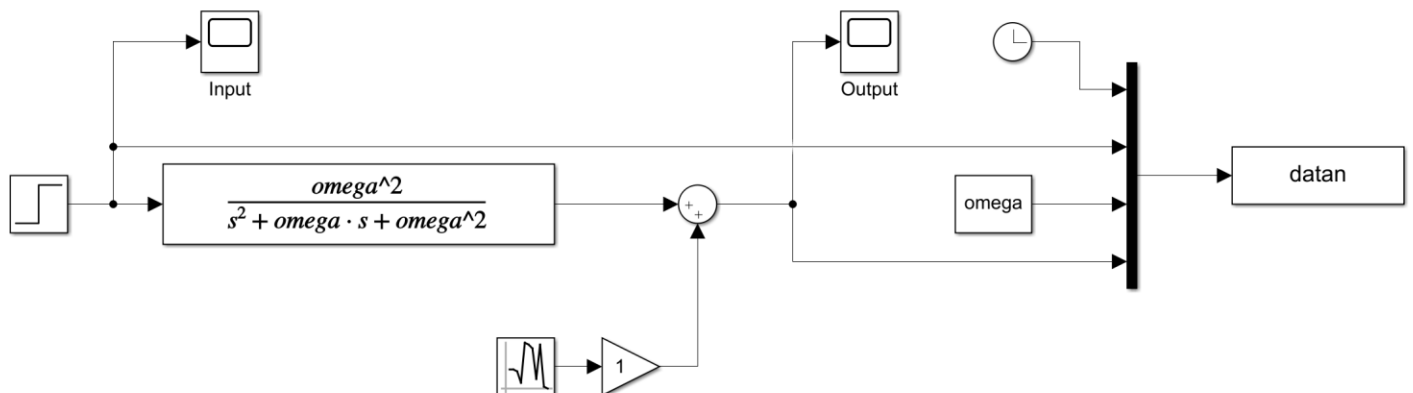 Input
Output
omega^2
s² + omega · s + omega^2
+
+
omega
datan
1